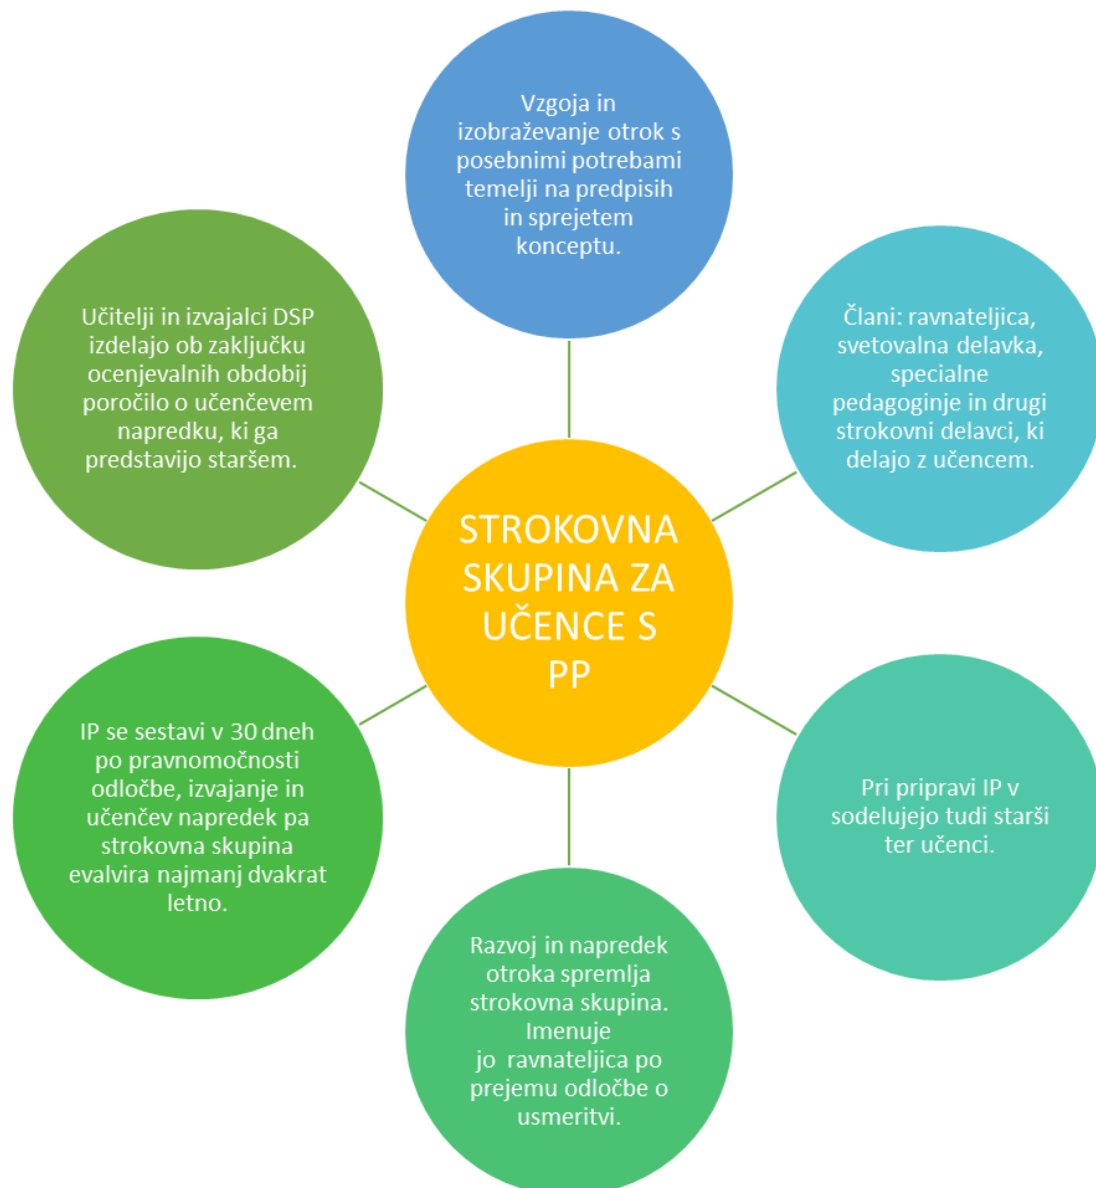 Vzgoja in
izobraževanje otrok s
posebnimi potrebami
temelji na predpisih
in sprejetem
konceptu.
Člani: ravnateljica,
svetovalna delavka,
specialne
pedagoginje in drugi
strokovni delavci, ki
delajo z učencem.
Pri pripravi IP v
sodelujejo tudi starši
ter učenci.
Razvoj in napredek
otroka spremlja
strokovna skupina.
Imenuje
jo ravnateljica po
prejemu odločbe o
usmeritvi.
IP se sestavi v 30 dneh
po pravnomočnosti
odločbe, izvajanje in
učenčev napredek pa
strokovna skupina
evalvira najmanj dvakrat
letno.
Učitelji in izvajalci DSP
izdelajo ob zaključku
ocenjevalnih obdobij
poročilo o učenčevem
napredku, ki ga
predstavijo staršem.
STROKOVNA
SKUPINA ZA
UČENCE S
PP